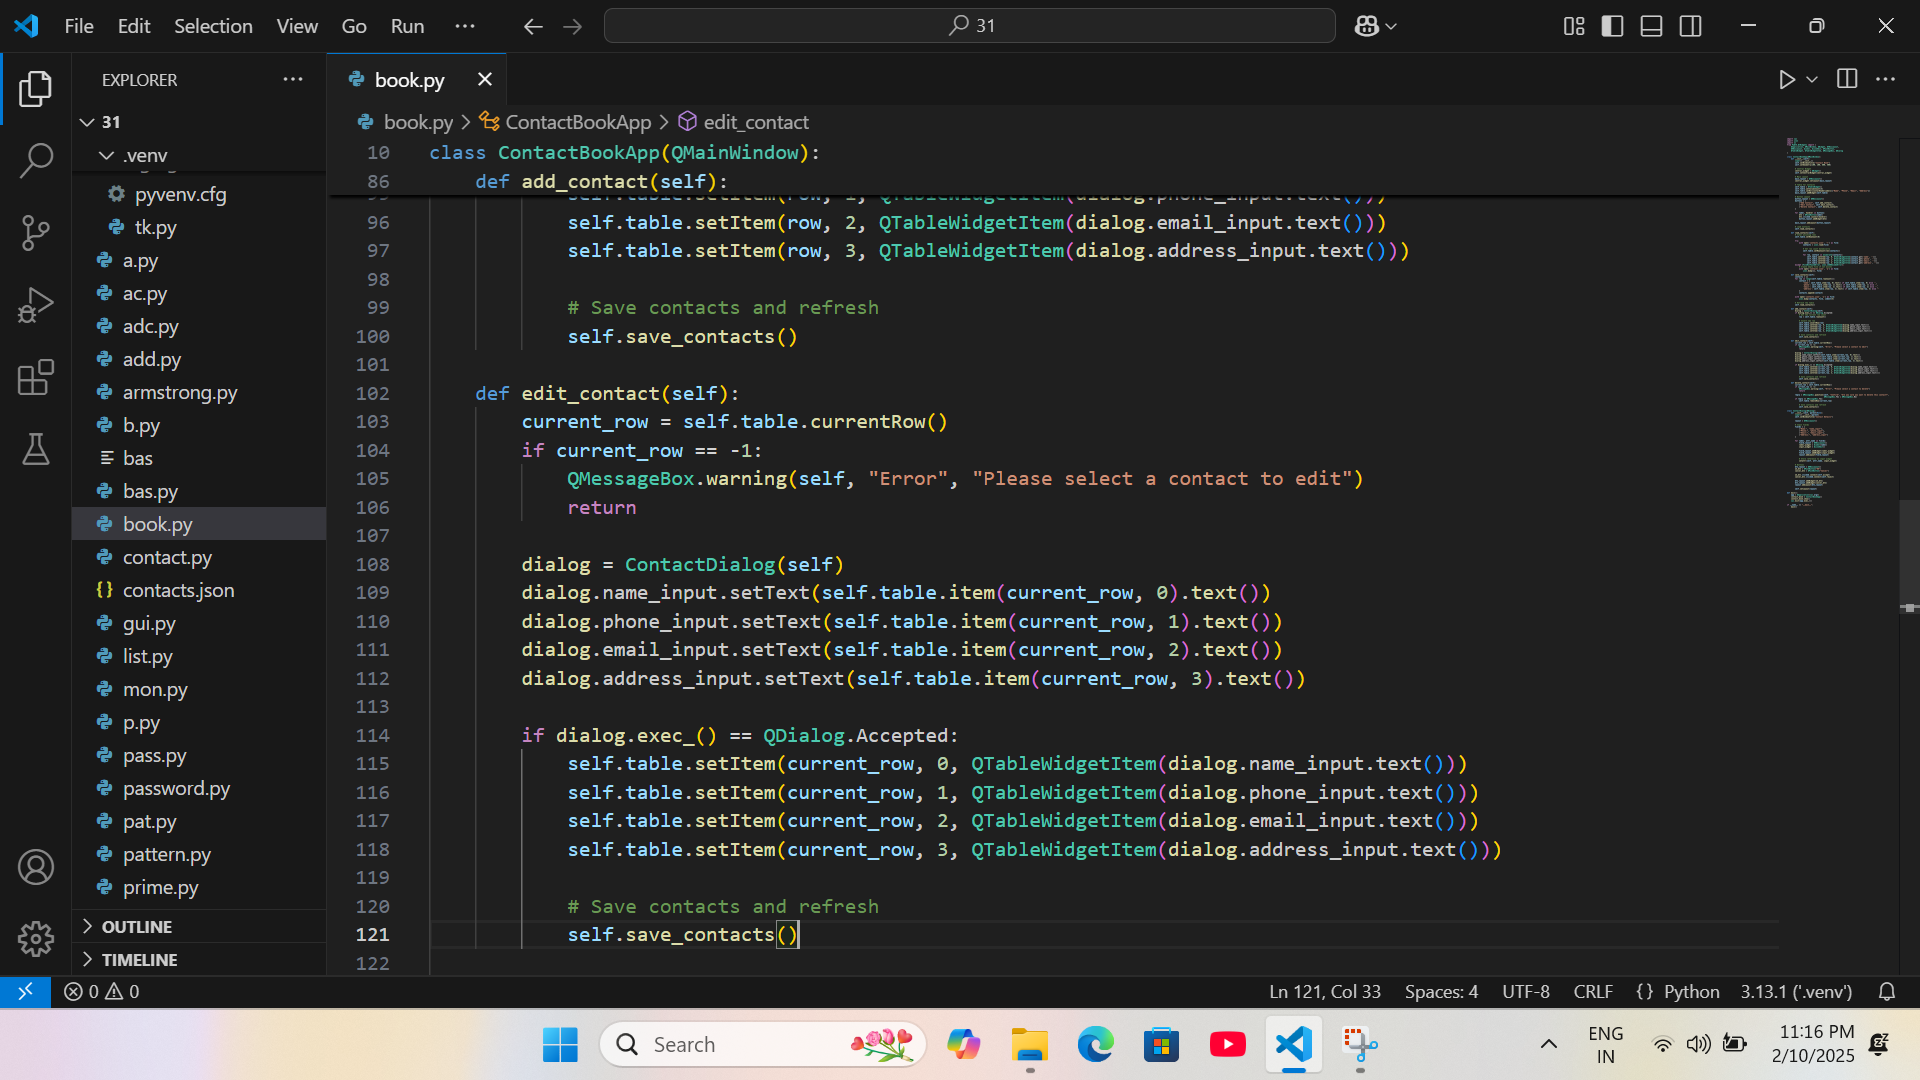 File Edit Selection View Go Run ··· 31
EXPLORER ···
31
.venv
pyvenv.cfg
tk.py
a.py
ac.py
adc.py
add.py
armstrong.py
b.py
bas
bas.py
book.py
contact.py
contacts.json
gui.py
list.py
mon.py
p.py
pass.py
password.py
pat.py
pattern.py
prime.py
OUTLINE
TIMELINE
book.py
book.py > ContactBookApp > edit_contact
10 class ContactBookApp(QMainWindow):
86 def add_contact(self):
96 self.table.setItem(row, 2, QTableWidgetItem(dialog.email_input.text()))
97 self.table.setItem(row, 3, QTableWidgetItem(dialog.address_input.text()))
98
99 # Save contacts and refresh
100 self.save_contacts()
101
102 def edit_contact(self):
103 current_row = self.table.currentRow()
104 if current_row == -1:
105 QMessageBox.warning(self, "Error", "Please select a contact to edit")
106 return
107
108 dialog = ContactDialog(self)
109 dialog.name_input.setText(self.table.item(current_row, 0).text())
110 dialog.phone_input.setText(self.table.item(current_row, 1).text())
111 dialog.email_input.setText(self.table.item(current_row, 2).text())
112 dialog.address_input.setText(self.table.item(current_row, 3).text())
113
114 if dialog.exec_() == QDialog.Accepted:
115 self.table.setItem(current_row, 0, QTableWidgetItem(dialog.name_input.text()))
116 self.table.setItem(current_row, 1, QTableWidgetItem(dialog.phone_input.text()))
117 self.table.setItem(current_row, 2, QTableWidgetItem(dialog.email_input.text()))
118 self.table.setItem(current_row, 3, QTableWidgetItem(dialog.address_input.text()))
119
120 # Save contacts and refresh
121 self.save_contacts()
122
0 0 Ln 121, Col 33 Spaces: 4 UTF-8 CRLF {} Python 3.13.1 ('.venv')
Search
ENG
IN
11:16 PM
2/10/2025